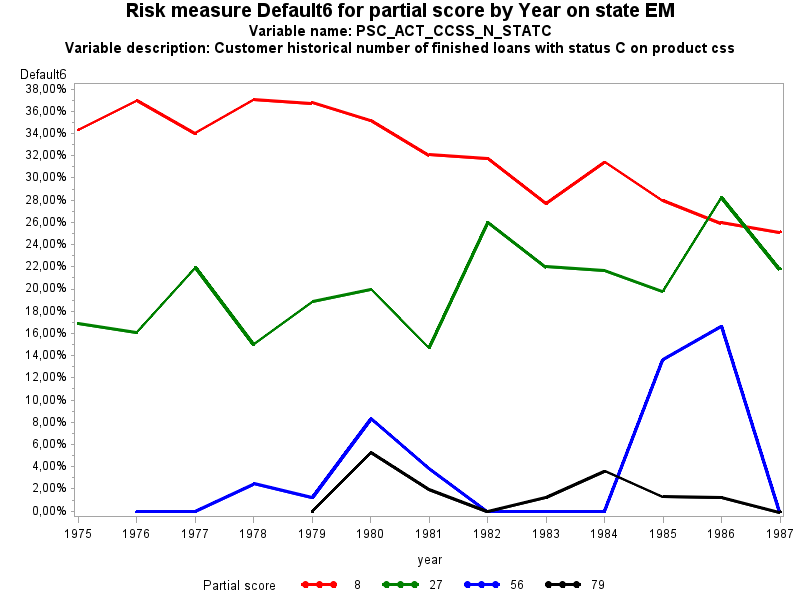 Risk measure Default6 for partial score by Year on state EM
Variable name: PSC_ACT_CCSS_N_STATC
Variable description: Customer historical number of finished loans with status C on product css
Default6
38,00%
36,00%
34,00%
32,00%
30,00%
28,00%
26,00%
24,00%
22,00%
20,00%
18,00%
16,00%
14,00%
12,00%
10,00%
8,00%
6,00%
4,00%
2,00%
0,00%
1975 1976 1977 1978 1979 1980 1981 1982 1983 1984 1985 1986 1987
year
Partial score 8 27 56 79